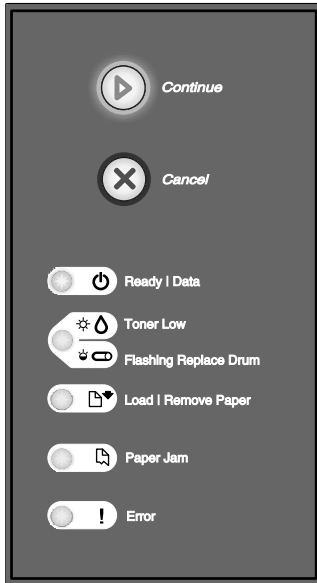 Continue
Cancel
Ready | Data
Toner Low
Flashing Replace Drum
Load | Remove Paper
Paper Jam
! Error